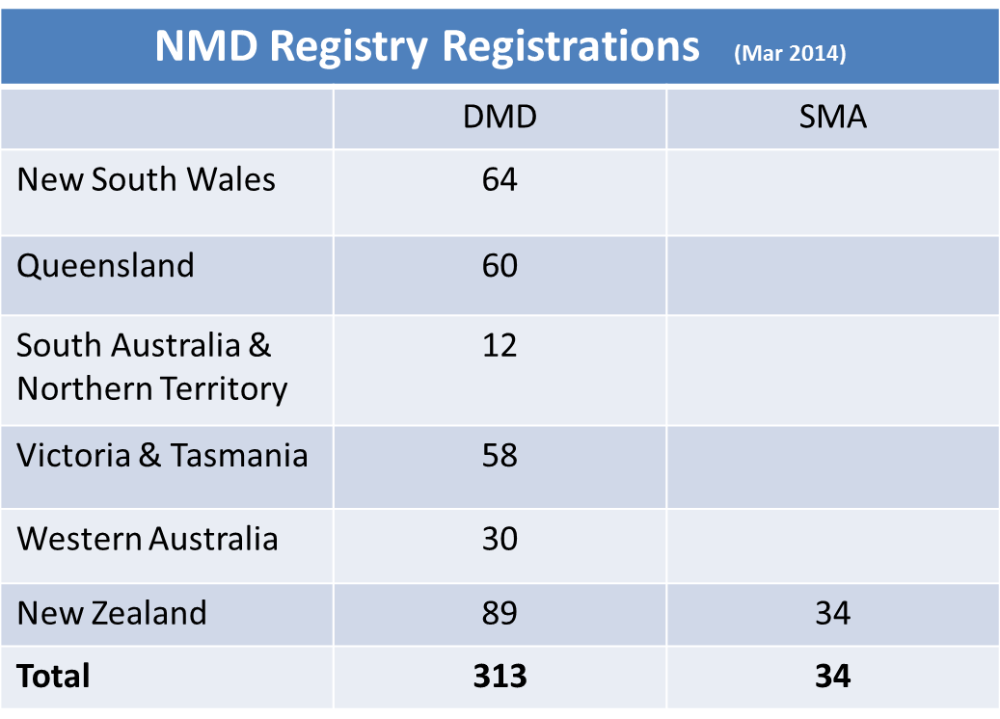 NMD Registry Registrations (Mar 2014)
DMD SMA
New South Wales 64
Queensland 60
South Australia & 12
Northern Territory
Victoria & Tasmania 58
Western Australia 30
New Zealand 89 34
Total 313 34